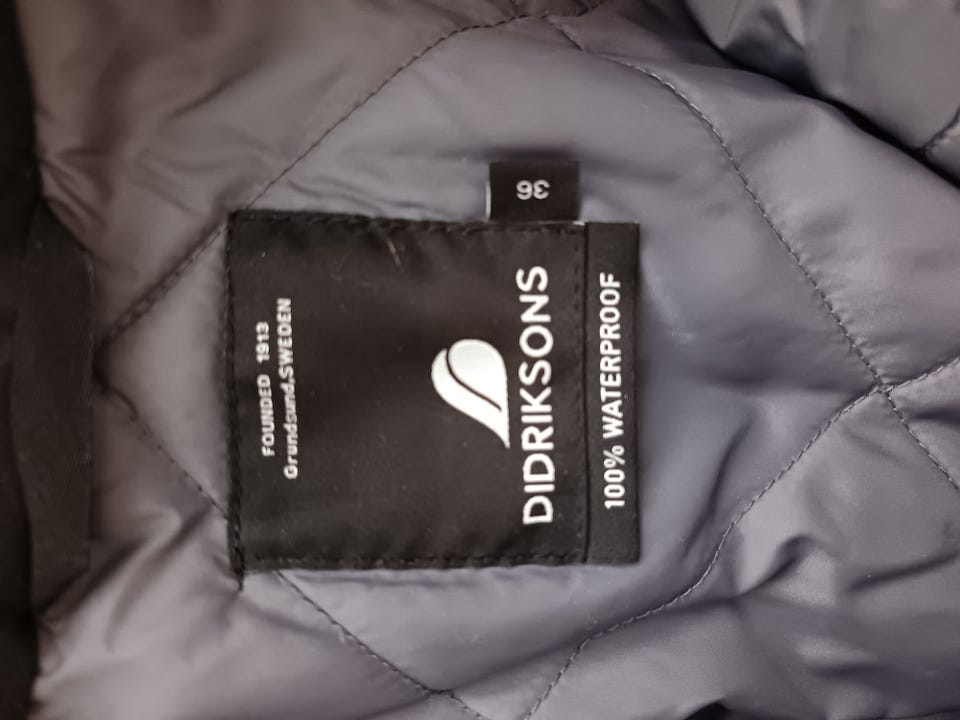 FOUNDED 1913
Grundsund,SWEDEN
DIDRIKSONS
100% WATERPROOF
36